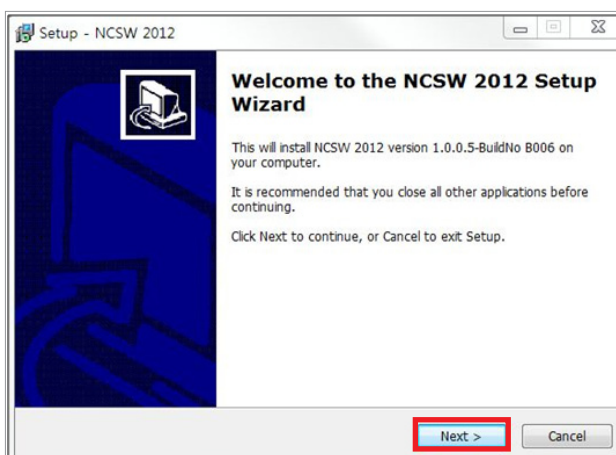 Setup - NCSW 2012
Welcome to the NCSW 2012 Setup
Wizard
This will install NCSW 2012 version 1.0.0.5-BuildNo B006 on
your computer.
It is recommended that you close all other applications before
continuing.
Click Next to continue, or Cancel to exit Setup.
Next >
Cancel